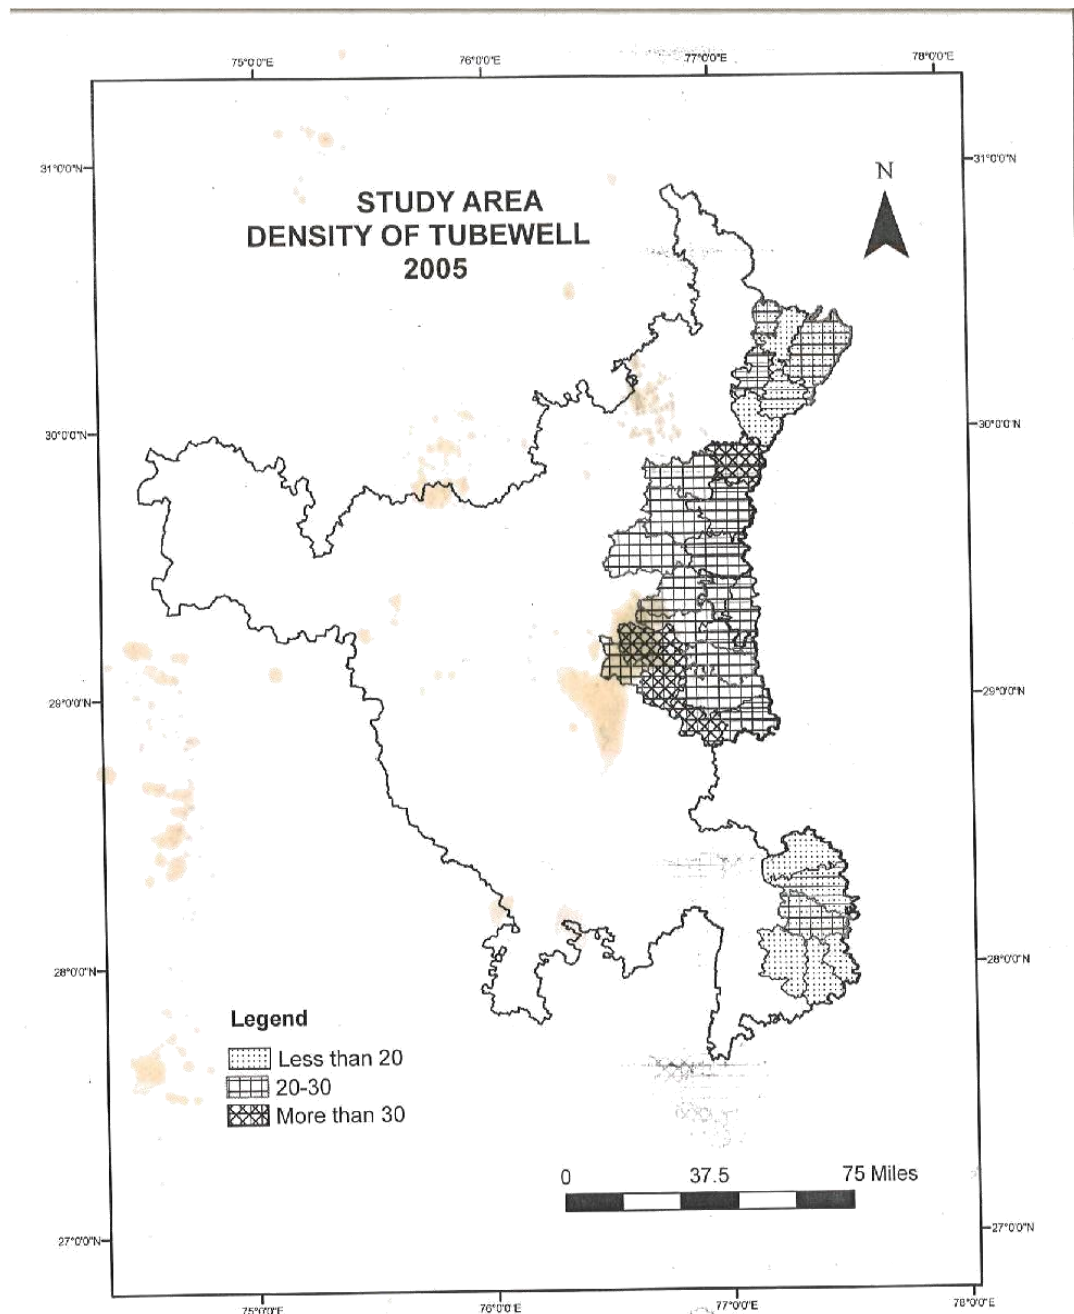 75°0'0"E 76°0'0"E 77°0'0"E 78°0'0"E
31°0'0"N 31°0'0"N
N
STUDY AREA
DENSITY OF TUBEWELL
2005
30°0'0"N 30°0'0"N
29°0'0"N 29°0'0"N
28°0'0"N 28°0'0"N
Legend
Less than 20
20-30
More than 30
0 37.5 75 Miles
27°0'0"N 27°0'0"N
75°0'0"E 76°0'0"E 77°0'0"E 78°0'0"E